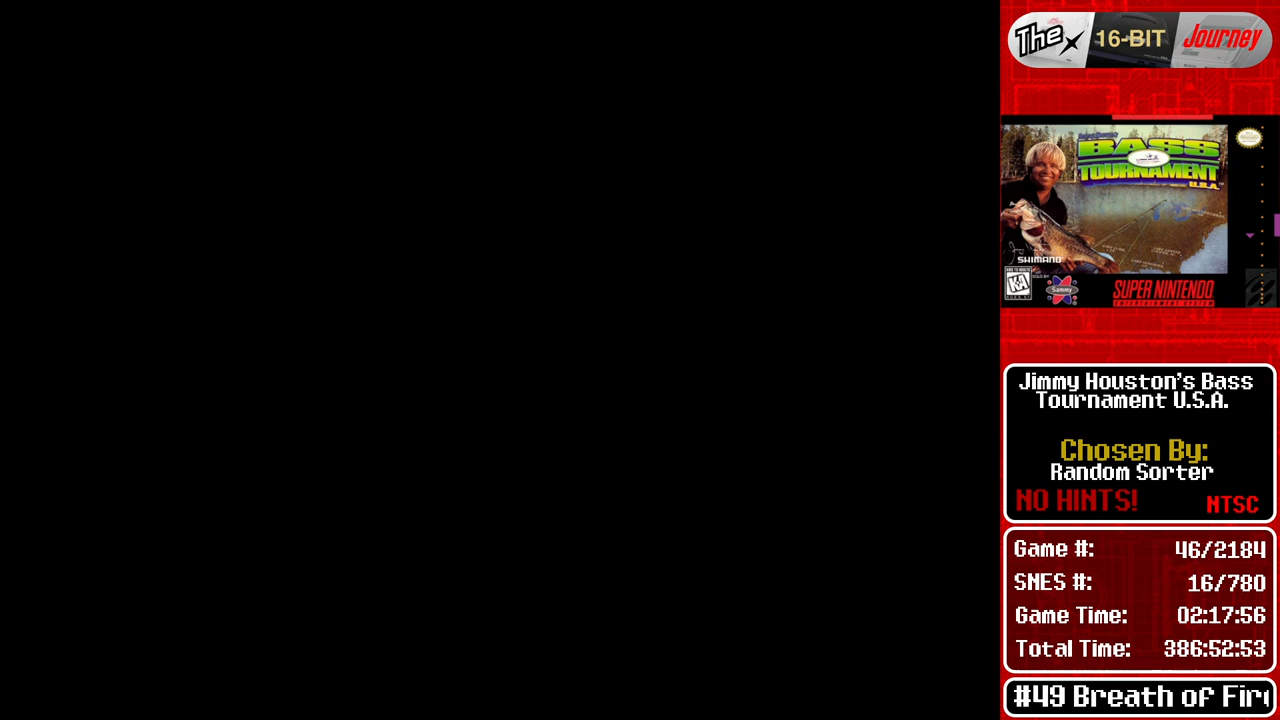 The 16-BIT Journey
BASS
TOURNAMENT
U.S.A.
SHIMANO
KA
Sammy
SUPER NINTENDO
ENTERTAINMENT SYSTEM
Jimmy Houston's Bass
Tournament U.S.A.
Chosen By:
Random Sorter
NO HINTS! NTSC
Game #: 46/2184
SNES #: 16/780
Game Time: 02:17:56
Total Time: 386:52:53
#49 Breath of Fir